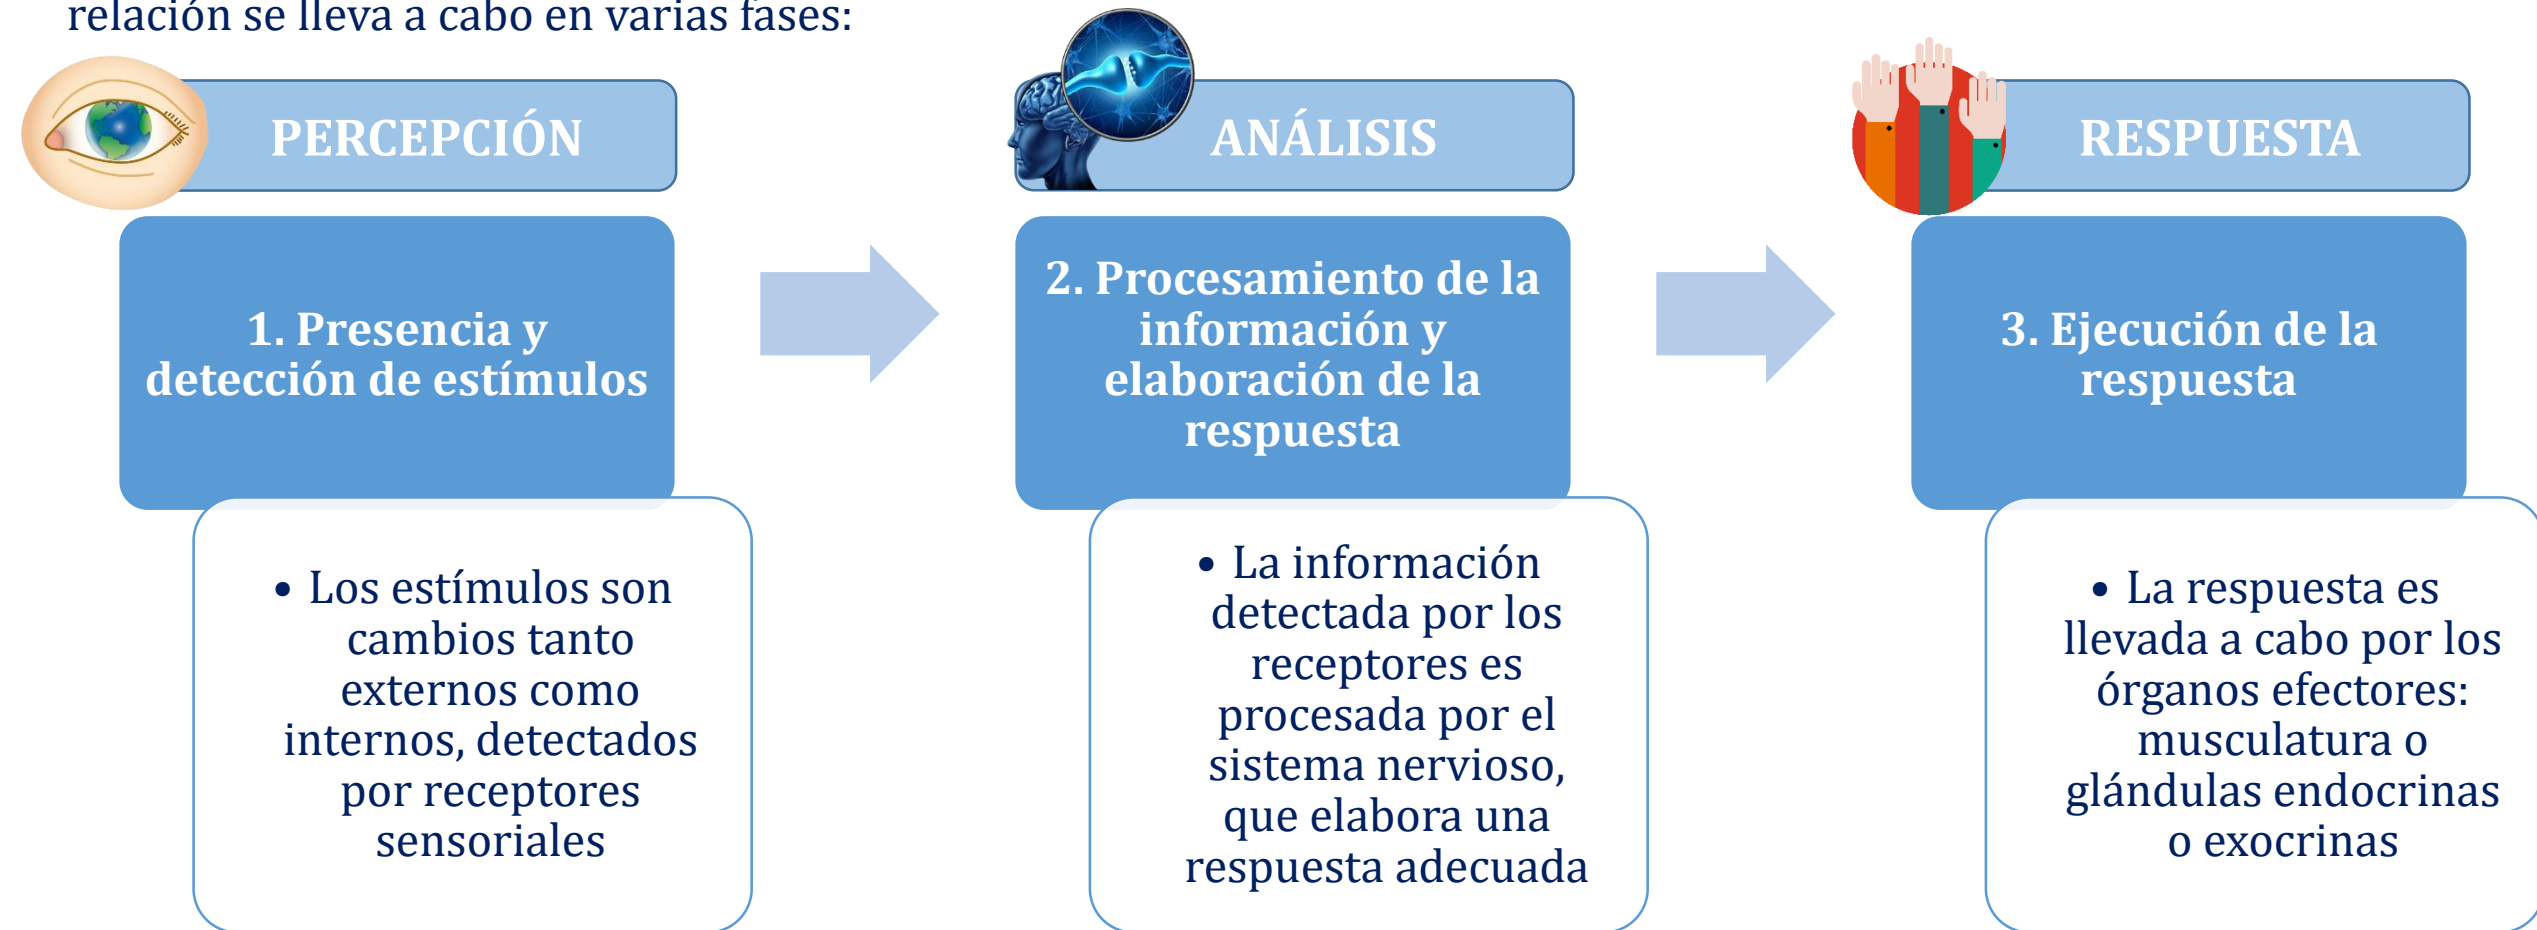 relación se lleva a cabo en varias fases:
PERCEPCIÓN
1. Presencia y
detección de estímulos
• Los estímulos son
cambios tanto
externos como
internos, detectados
por receptores
sensoriales
ANÁLISIS
2. Procesamiento de la
información y
elaboración de la
respuesta
• La información
detectada por los
receptores es
procesada por el
sistema nervioso,
que elabora una
respuesta adecuada
RESPUESTA
3. Ejecución de la
respuesta
• La respuesta es
llevada a cabo por los
órganos efectores:
musculatura o
glándulas endocrinas
o exocrinas